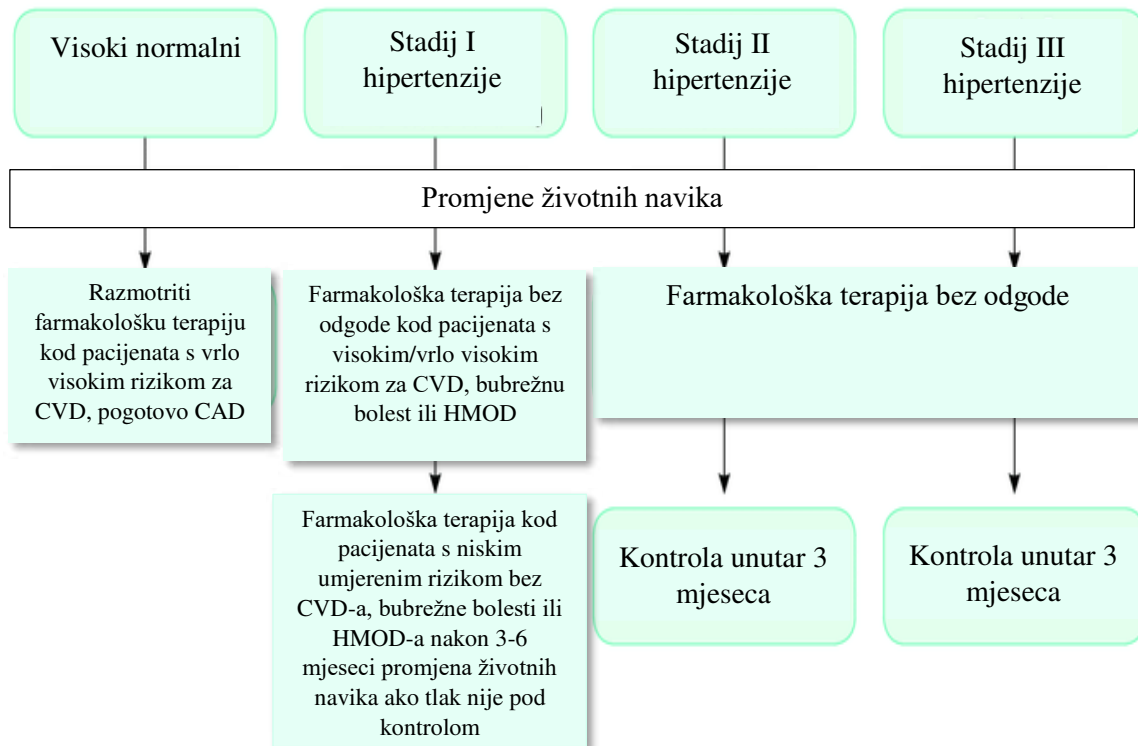 Visoki normalni
Stadij I
hipertenzije
Stadij II
hipertenzije
Stadij III
hipertenzije
Promjene životnih navika
Razmotriti
farmakološku terapiju
kod pacijenata s vrlo
visokim rizikom za
CVD, pogotovo CAD
Farmakološka terapija bez
odgode kod pacijenata s
visokim/vrlo visokim
rizikom za CVD, bubrežnu
bolest ili HMOD
Farmakološka terapija bez odgode
Farmakološka terapija kod
pacijenata s niskim
umjerenim rizikom bez
CVD-a, bubrežne bolesti ili
HMOD-a nakon 3-6
mjeseci promjena životnih
navika ako tlak nije pod
kontrolom
Kontrola unutar 3
mjeseca
Kontrola unutar 3
mjeseca